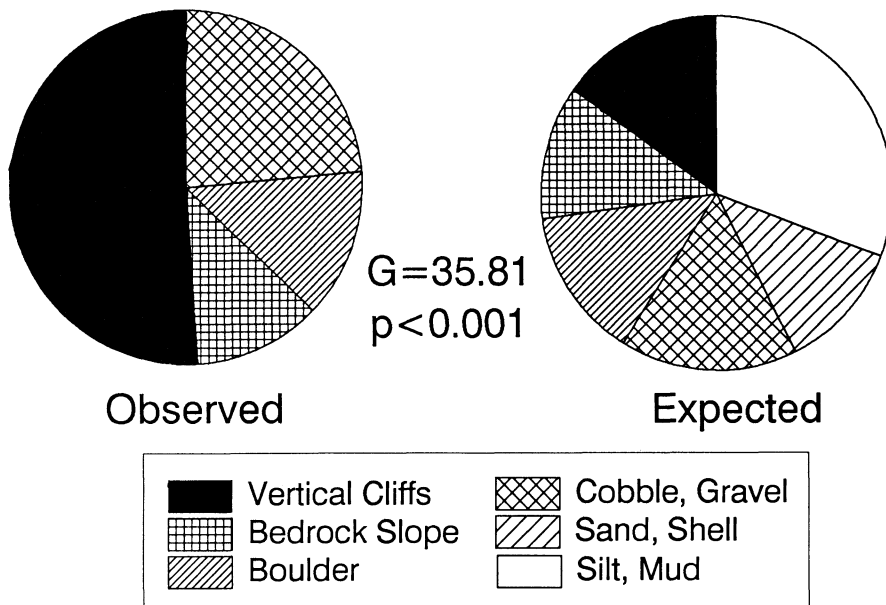 G=35.81
p<0.001
Observed
Expected
Vertical Cliffs
Bedrock Slope
Boulder
Cobble, Gravel
Sand, Shell
Silt, Mud